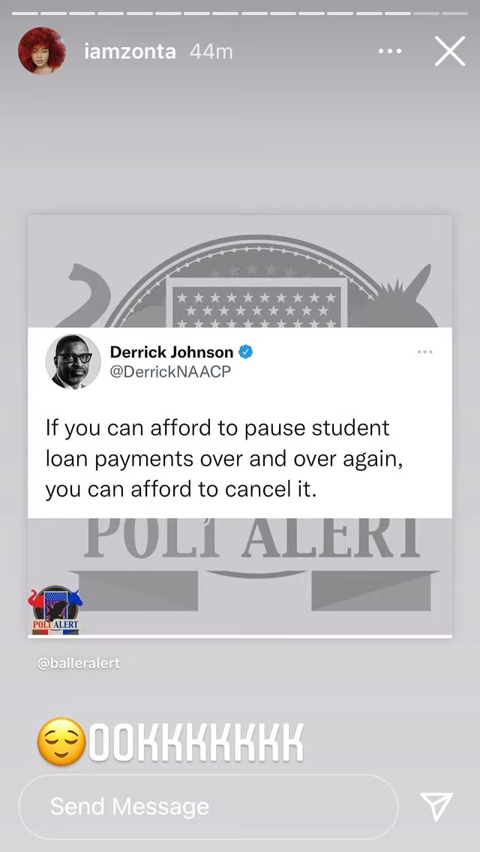 iamzonta 44m
Derrick Johnson
@DerrickNAACP
If you can afford to pause student
loan payments over and over again,
you can afford to cancel it.
POLI ALERT
POLI ALERT
@balleralert
OOKKKKKKKK
Send Message